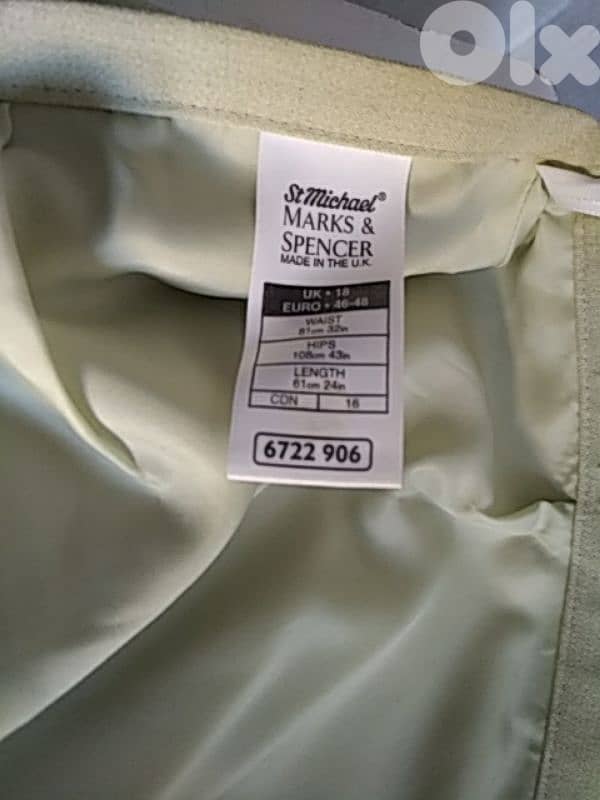 Olx
St Michael®
MARKS &
SPENCER
MADE IN THE U.K.
UK • 18
EURO • 46-48
WAIST
81cm 32in
HIPS
108cm 43in
LENGTH
61cm 24in
CDN 16
6722 906